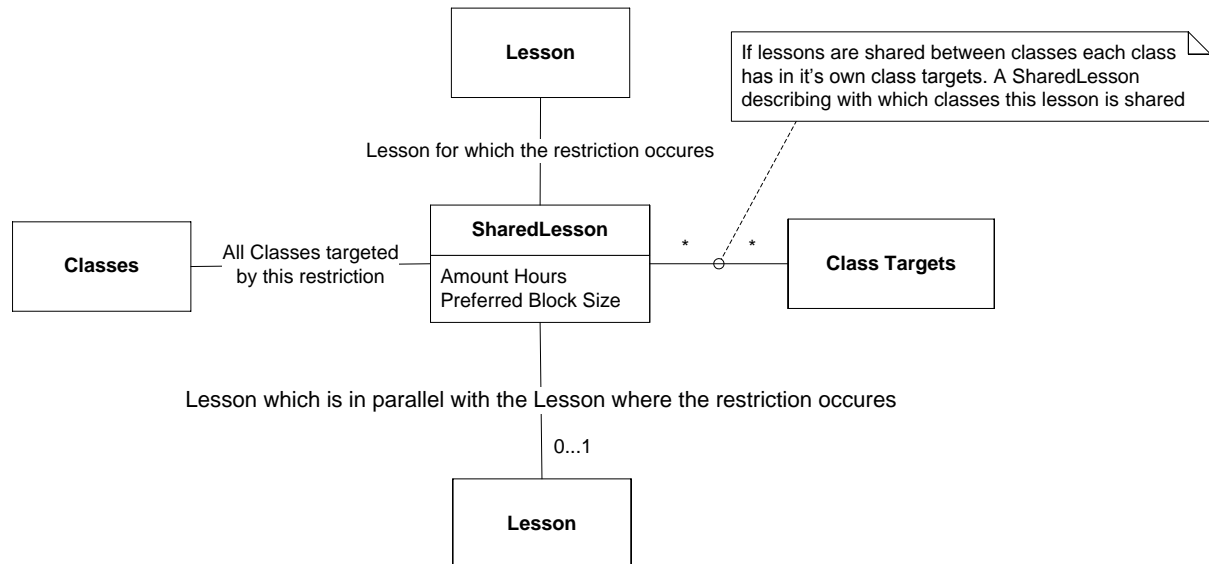 Lesson
If lessons are shared between classes each class
has in it's own class targets. A SharedLesson
describing with which classes this lesson is shared
Lesson for which the restriction occures
Classes
All Classes targeted
by this restriction
SharedLesson
Amount Hours
Preferred Block Size
* *
Class Targets
Lesson which is in parallel with the Lesson where the restriction occures
0...1
Lesson